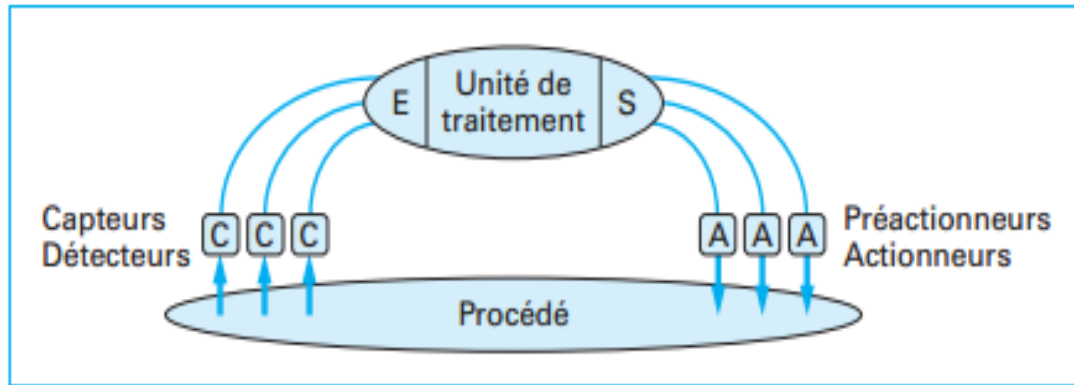 E
Unité de
traitement
S
Capteurs
Détecteurs
C C C
A A A
Préactionneurs
Actionneurs
Procédé